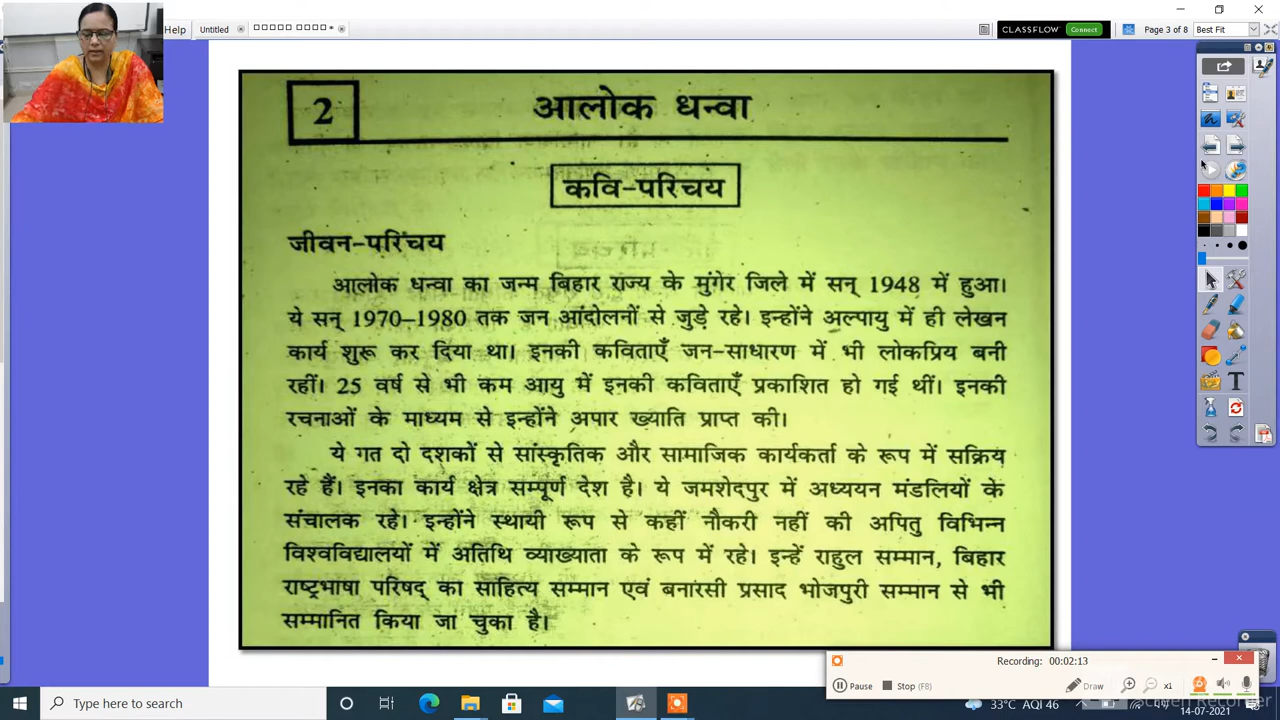 Help
Untitled
CLASSFLOW Connect
Page 3 of 8
Best Fit
2
आलोक धन्वा
कवि-परिचय
जीवन-परिचय
आलोक धन्वा का जन्म बिहार राज्य के मुंगेर जिले में सन् 1948 में हुआ।
ये सन् 1970–1980 तक जन आंदोलनों से जुड़े रहे। इन्होंने अल्पायु में ही लेखन
कार्य शुरू कर दिया था। इनकी कविताएँ जन-साधारण में भी लोकप्रिय बनी
रहीं। 25 वर्ष से भी कम आयु में इनकी कविताएँ प्रकाशित हो गई थीं। इनकी
रचनाओं के माध्यम से इन्होंने अपार ख्याति प्राप्त की।
ये गत दो दशकों से सांस्कृतिक और सामाजिक कार्यकर्ता के रूप में सक्रिय
रहे हैं। इनका कार्य क्षेत्र सम्पूर्ण देश है। ये जमशेदपुर में अध्ययन मंडलियों के
संचालक रहे। इन्होंने स्थायी रूप से कहीं नौकरी नहीं की अपितु विभिन्न
विश्वविद्यालयों में अतिथि व्याख्याता के रूप में रहे। इन्हें राहुल सम्मान, बिहार
राष्ट्रभाषा परिषद् का साहित्य सम्मान एवं बनारसी प्रसाद भोजपुरी सम्मान से भी
सम्मानित किया जा चुका है।
Recording: 00:02:13
Pause
Stop (F8)
Draw
x1
Screen Recorder
Type here to search
33°C AQI 46
14-07-2021